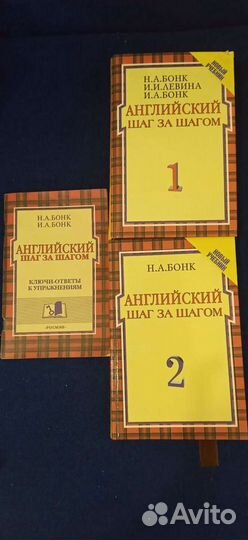 Н.А.БОНК
И.И.ЛЕВИНА
И.А.БОНК
НОВЫЙ
УЧЕБНИК
АНГЛИЙСКИЙ
ШАГ ЗА ШАГОМ
1
Н.А.БОНК
И.А.БОНК
АНГЛИЙСКИЙ
ШАГ ЗА ШАГОМ
КЛЮЧИ-ОТВЕТЫ
К УПРАЖНЕНИЯМ
РОСМЭН
Н.А.БОНК
НОВЫЙ
УЧЕБНИК
АНГЛИЙСКИЙ
ШАГ ЗА ШАГОМ
2
Avito